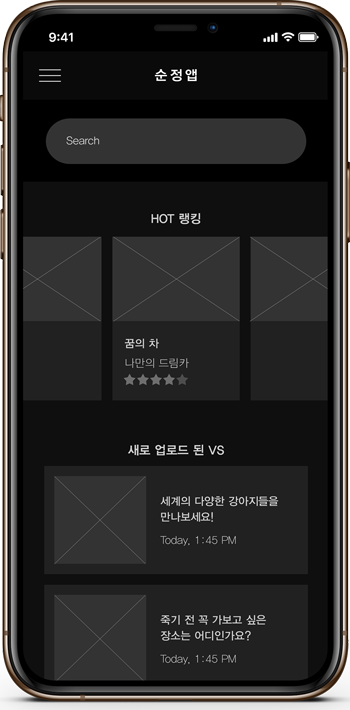 9:41
순정앱
Search
HOT 랭킹
꿈의 차
나만의 드림카
새로 업로드 된 VS
세계의 다양한 강아지들을
만나보세요!
Today, 1:45 PM
죽기 전 꼭 가보고 싶은
장소는 어디인가요?
Today, 1:45 PM